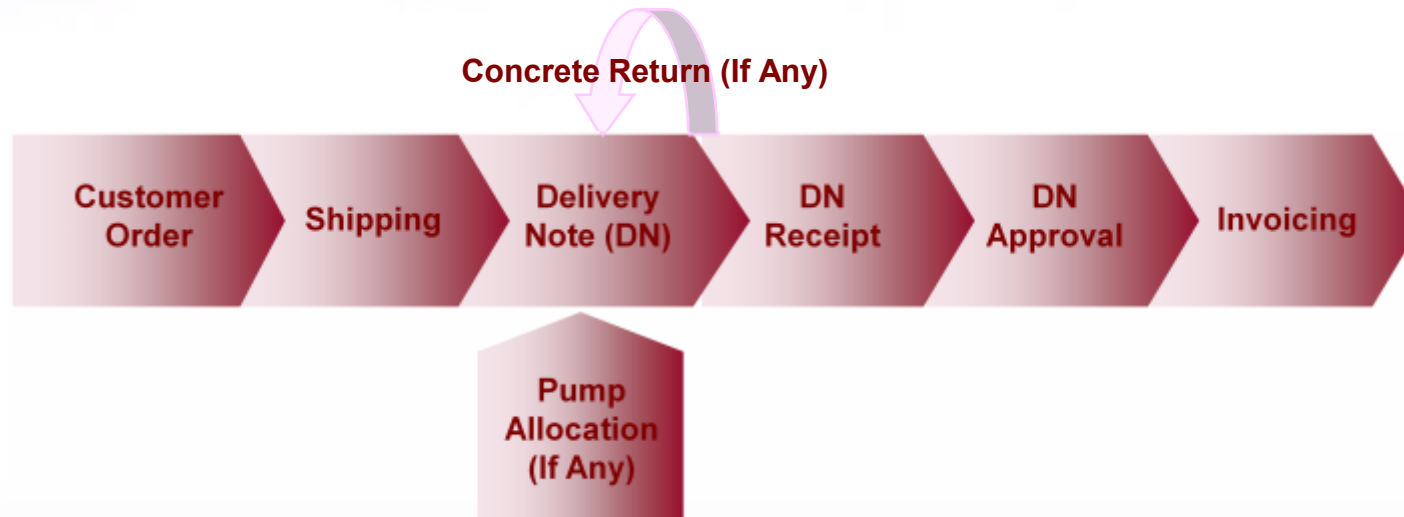 Concrete Return (If Any)
Customer
Order
Shipping
Delivery
Note (DN)
DN
Receipt
DN
Approval
Invoicing
Pump
Allocation
(If Any)